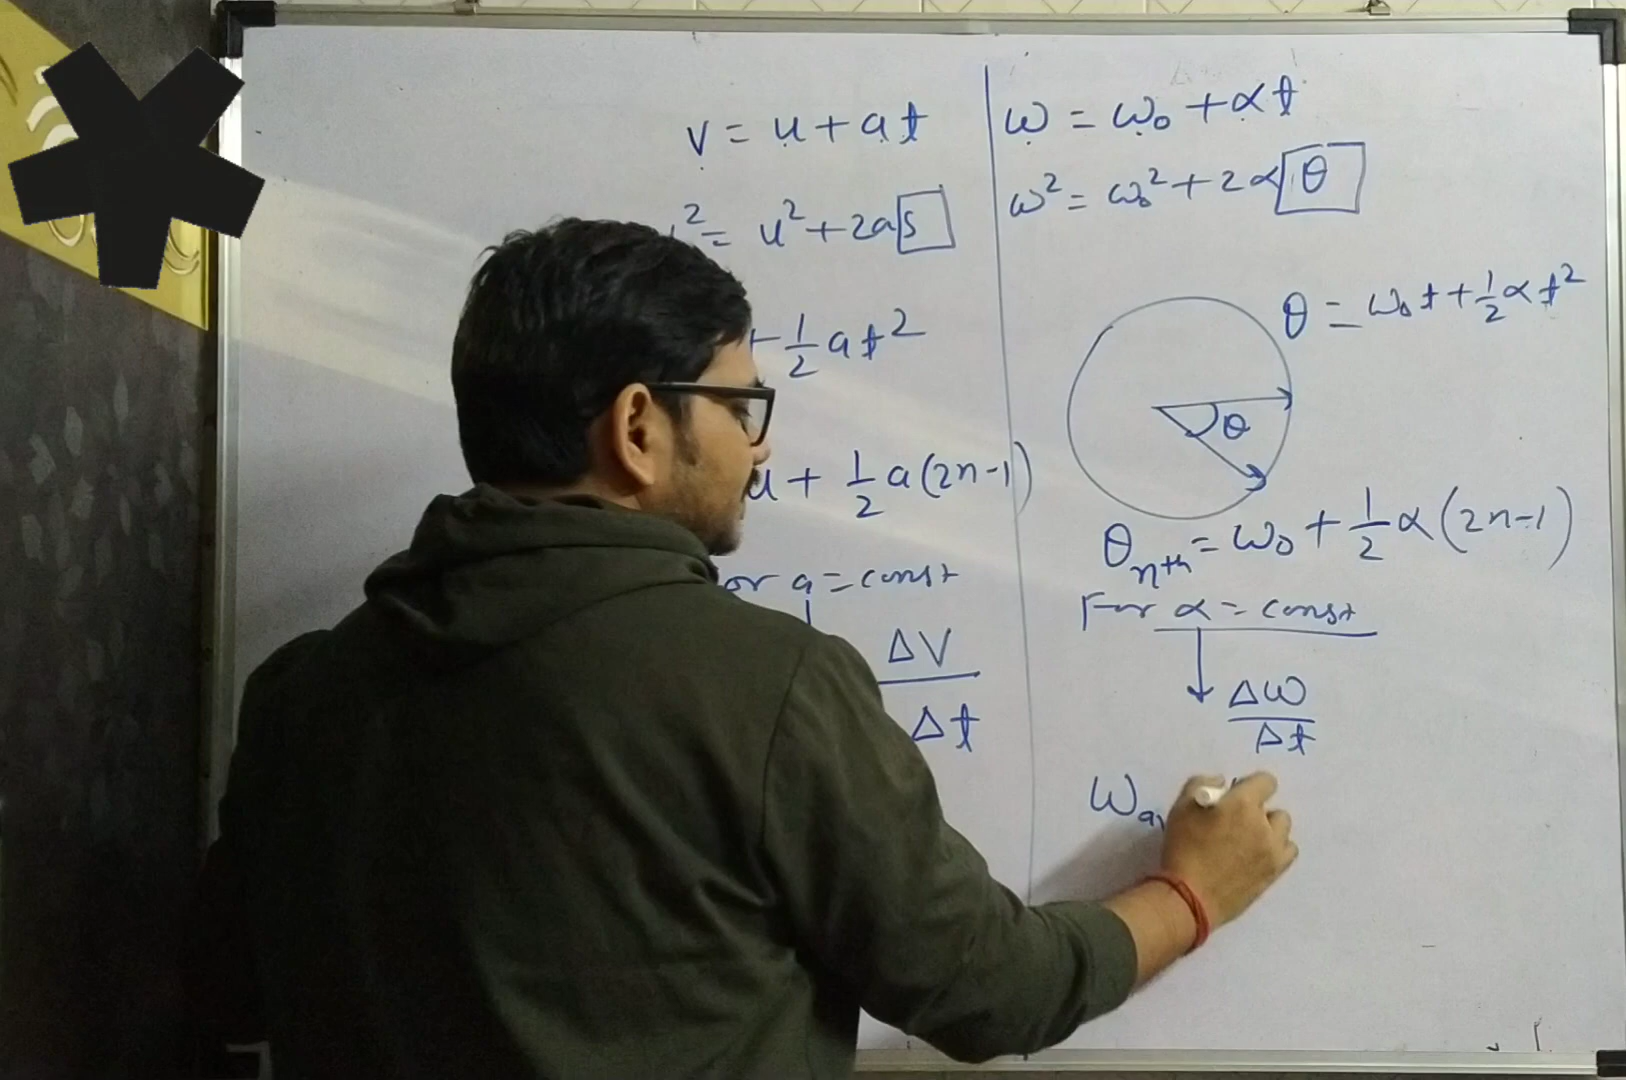 v = u + at
² = u² + 2as
+ 1/2 at²
u + 1/2 a(2n-1)
or a = const
ΔV
Δt
ω = ω₀ + αt
ω² = ω₀² + 2αθ
θ = ω₀t + 1/2 αt²
θ
θnth = ω₀ + 1/2 α(2n-1)
For α = const
Δω
Δt
ωav